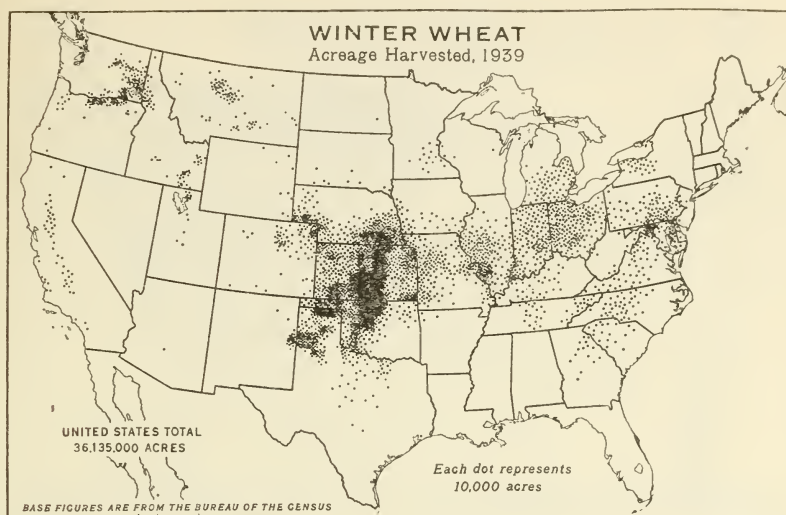 WINTER WHEAT
Acreage Harvested, 1939
UNITED STATES TOTAL
36,135,000 ACRES
Each dot represents
10,000 acres
BASE FIGURES ARE FROM THE BUREAU OF THE CENSUS